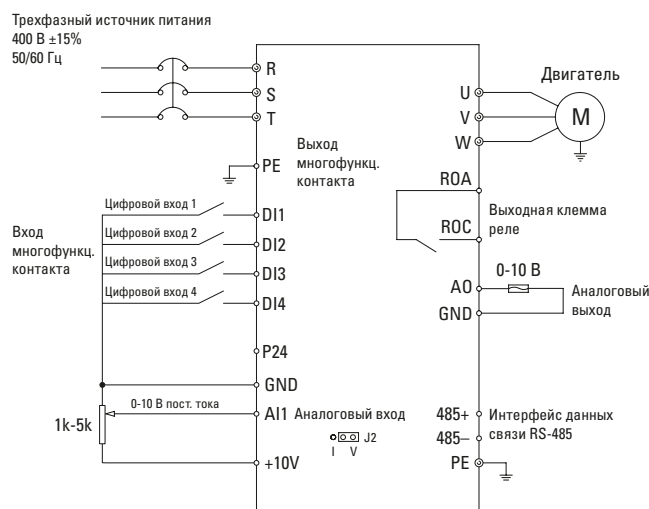 Трехфазный источник питания
400 В ±15%
50/60 Гц
R
S
T
PE
Выход
многофункц.
контакта
Вход
многофункц.
контакта
Цифровой вход 1
DI1
Цифровой вход 2
DI2
Цифровой вход 3
DI3
Цифровой вход 4
DI4
P24
GND
1k-5k
0-10 В пост. тока
AI1 Аналоговый вход
J2
I V
+10V
Двигатель
U
V
W
M
ROA
ROC
Выходная клемма
реле
0-10 В
AO
GND
Аналоговый
выход
485+
485–
Интерфейс данных
связи RS-485
PE